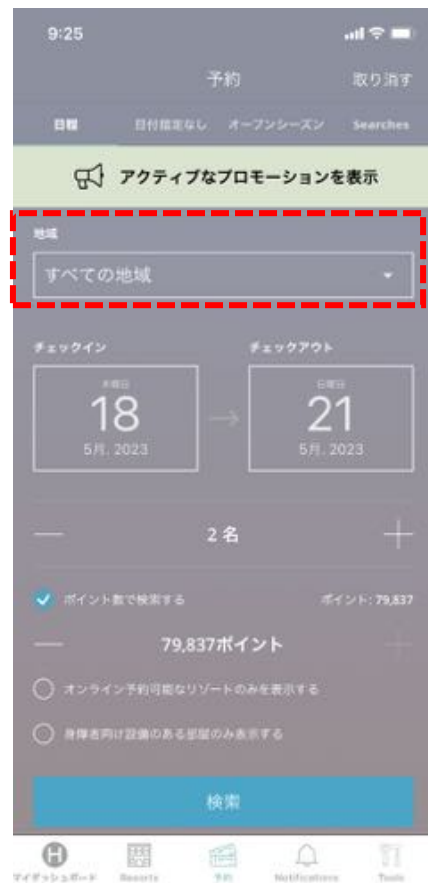 9:25
予約
取り消す
日程
日付指定なし
オープンシーズン
Searches
アクティブなプロモーションを表示
地域
すべての地域
チェックイン
チェックアウト
木曜日
日曜日
18
21
5月, 2023
5月, 2023
2 名
ポイント数で検索する
ポイント: 79,837
79,837ポイント
オンライン予約可能なリゾートのみを表示する
身障者向け設備のある部屋のみ表示する
検索
マイダッシュボード
Resorts
予約
Notifications
Tools